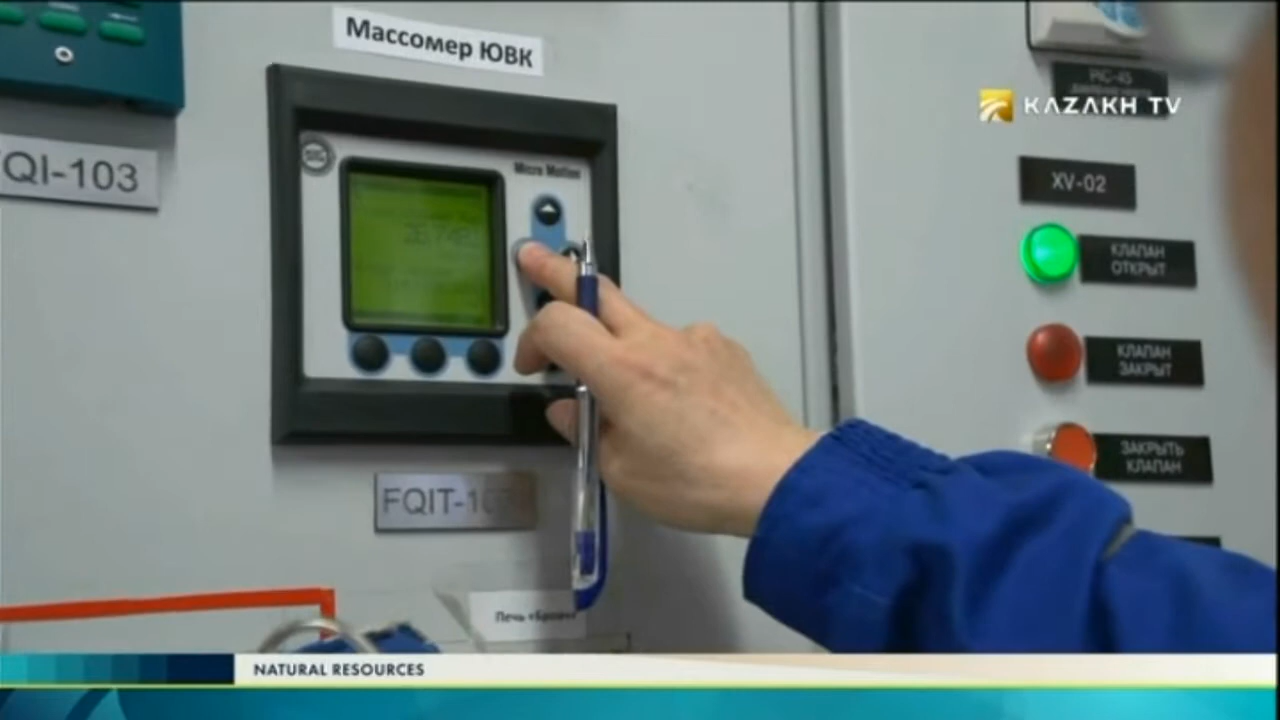 Массомер ЮВК
KAZAKH TV
Micro Motion
XV-02
КЛАПАН
ОТКРЫТ
КЛАПАН
ЗАКРЫТ
ЗАКРЫТЬ
КЛАПАН
QI-103
FQIT-10
Печь
NATURAL RESOURCES